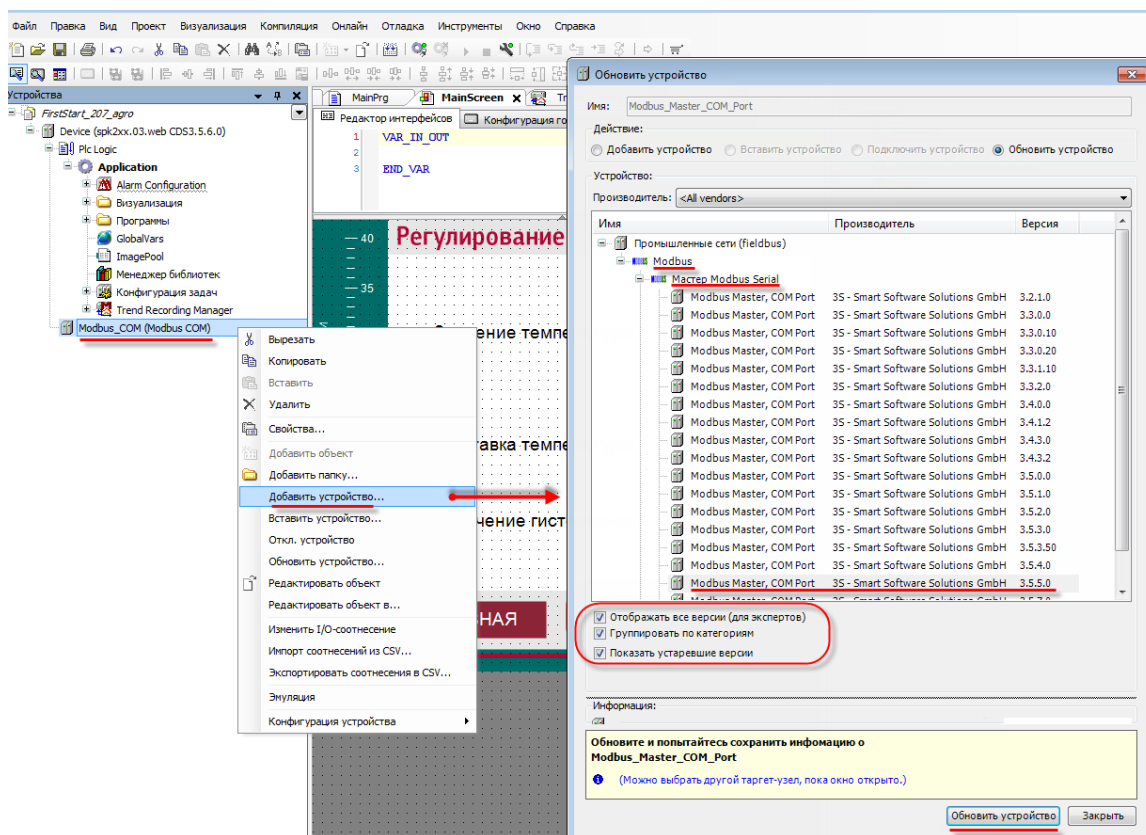 Файл Правка Вид Проект Визуализация Компиляция Онлайн Отладка Инструменты Окно Справка
Устройства
FirstStart_207_agro
Device (spk2xx.03.web CDS3.5.6.0)
Plc Logic
Application
Alarm Configuration
Визуализация
Программы
GlobalVars
ImagePool
Менеджер библиотек
Конфигурация задач
Trend Recording Manager
Modbus_COM (Modbus COM)
Вырезать
Копировать
Вставить
Удалить
Свойства...
Добавить объект
Добавить папку...
Добавить устройство...
Вставить устройство...
Откл. устройство
Обновить устройство...
Редактировать объект
Редактировать объект в...
Изменить I/O-соотнесение
Импорт соотнесений из CSV...
Экспортировать соотнесения в CSV...
Эмуляция
Конфигурация устройства
MainPrg MainScreen Tr
Редактор интерфейсов Конфигурация го
1 VAR_IN_OUT
2
3 END_VAR
40 Регулирование
35
ение темпе
авка темпе
чение гист
НАЯ
Обновить устройство
Имя: Modbus_Master_COM_Port
Действие:
Добавить устройство Вставить устройство Подключить устройство Обновить устройство
Устройство:
Производитель: <All vendors>
Имя Производитель Версия
Промышленные сети (fieldbus)
Modbus
Мастер Modbus Serial
Modbus Master, COM Port 3S - Smart Software Solutions GmbH 3.2.1.0
Modbus Master, COM Port 3S - Smart Software Solutions GmbH 3.3.0.0
Modbus Master, COM Port 3S - Smart Software Solutions GmbH 3.3.0.10
Modbus Master, COM Port 3S - Smart Software Solutions GmbH 3.3.0.20
Modbus Master, COM Port 3S - Smart Software Solutions GmbH 3.3.1.10
Modbus Master, COM Port 3S - Smart Software Solutions GmbH 3.3.2.0
Modbus Master, COM Port 3S - Smart Software Solutions GmbH 3.4.0.0
Modbus Master, COM Port 3S - Smart Software Solutions GmbH 3.4.1.2
Modbus Master, COM Port 3S - Smart Software Solutions GmbH 3.4.3.0
Modbus Master, COM Port 3S - Smart Software Solutions GmbH 3.4.3.2
Modbus Master, COM Port 3S - Smart Software Solutions GmbH 3.5.0.0
Modbus Master, COM Port 3S - Smart Software Solutions GmbH 3.5.1.0
Modbus Master, COM Port 3S - Smart Software Solutions GmbH 3.5.2.0
Modbus Master, COM Port 3S - Smart Software Solutions GmbH 3.5.3.0
Modbus Master, COM Port 3S - Smart Software Solutions GmbH 3.5.3.50
Modbus Master, COM Port 3S - Smart Software Solutions GmbH 3.5.4.0
Modbus Master, COM Port 3S - Smart Software Solutions GmbH 3.5.5.0
Отображать все версии (для экспертов)
Группировать по категориям
Показать устаревшие версии
Информация:
Обновите и попытайтесь сохранить инфомацию о
Modbus_Master_COM_Port
(Можно выбрать другой таргет-узел, пока окно открыто.)
Обновить устройство Закрыть